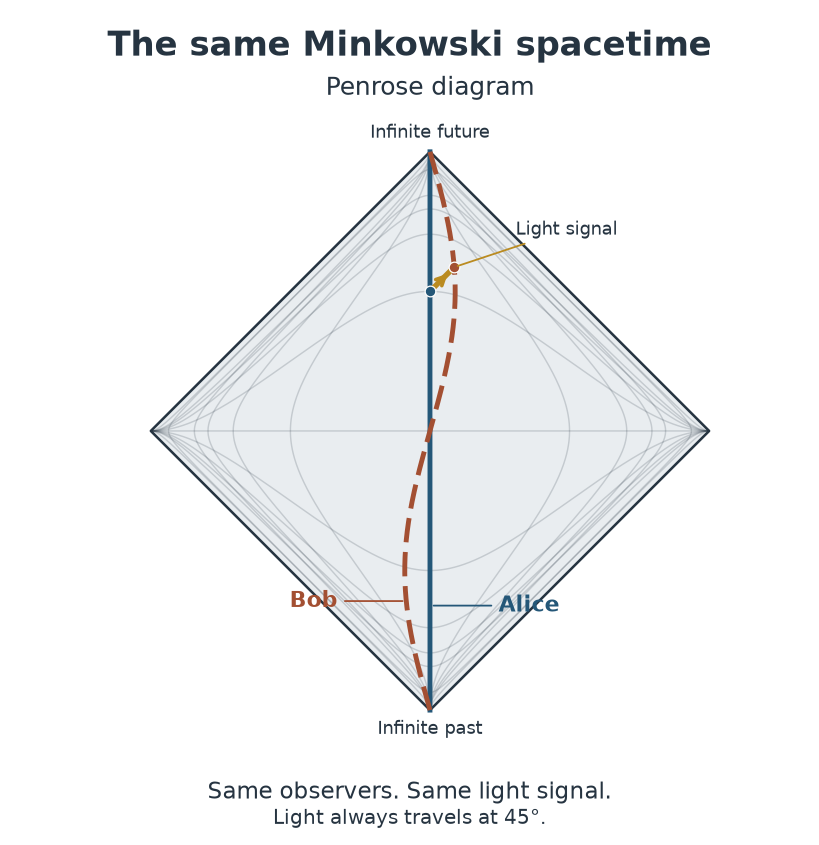 The same Minkowski spacetime
Penrose diagram
Infinite future
Light signal
Bob
Alice
Infinite past
Same observers. Same light signal.
Light always travels at 45°.